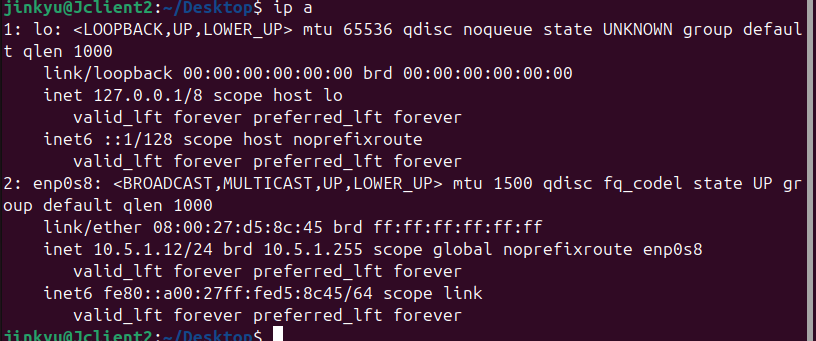 jinkyu@Jclient2:~/Desktop$ ip a
1: lo: <LOOPBACK,UP,LOWER_UP> mtu 65536 qdisc noqueue state UNKNOWN group defaul
t qlen 1000
    link/loopback 00:00:00:00:00:00 brd 00:00:00:00:00:00
    inet 127.0.0.1/8 scope host lo
       valid_lft forever preferred_lft forever
    inet6 ::1/128 scope host noprefixroute
       valid_lft forever preferred_lft forever
2: enp0s8: <BROADCAST,MULTICAST,UP,LOWER_UP> mtu 1500 qdisc fq_codel state UP gr
oup default qlen 1000
    link/ether 08:00:27:d5:8c:45 brd ff:ff:ff:ff:ff:ff
    inet 10.5.1.12/24 brd 10.5.1.255 scope global noprefixroute enp0s8
       valid_lft forever preferred_lft forever
    inet6 fe80::a00:27ff:fed5:8c45/64 scope link
       valid_lft forever preferred_lft forever
jinkyu@Jclient2:~/Desktop$